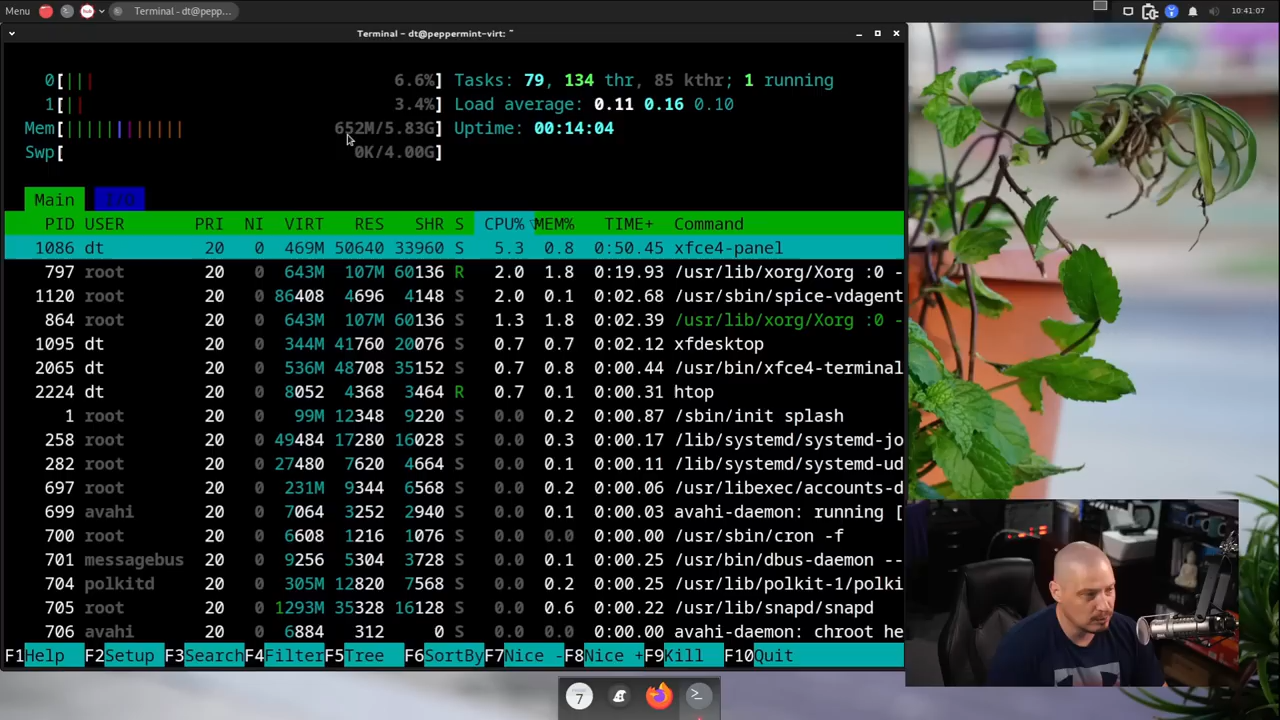 Menu Terminal - dt@pepp... 10:41:07
Terminal - dt@peppermint-virt: ~
0[||| 6.6%] Tasks: 79, 134 thr, 85 kthr; 1 running
1[|| 3.4%] Load average: 0.11 0.16 0.10
Mem[||||||||||||| 652M/5.83G] Uptime: 00:14:04
Swp[ 0K/4.00G]
Main I/O
PID USER PRI NI VIRT RES SHR S CPU%▽MEM% TIME+ Command
1086 dt 20 0 469M 50640 33960 S 5.3 0.8 0:50.45 xfce4-panel
797 root 20 0 643M 107M 60136 R 2.0 1.8 0:19.93 /usr/lib/xorg/Xorg :0 -
1120 root 20 0 86408 4696 4148 S 2.0 0.1 0:02.68 /usr/sbin/spice-vdagent
864 root 20 0 643M 107M 60136 S 1.3 1.8 0:02.39 /usr/lib/xorg/Xorg :0 -
1095 dt 20 0 344M 41760 20076 S 0.7 0.7 0:02.12 xfdesktop
2065 dt 20 0 536M 48708 35152 S 0.7 0.8 0:00.44 /usr/bin/xfce4-terminal
2224 dt 20 0 8052 4368 3464 R 0.7 0.1 0:00.31 htop
1 root 20 0 99M 12348 9220 S 0.0 0.2 0:00.87 /sbin/init splash
258 root 20 0 49484 17280 16028 S 0.0 0.3 0:00.17 /lib/systemd/systemd-jo
282 root 20 0 27480 7620 4664 S 0.0 0.1 0:00.11 /lib/systemd/systemd-ud
697 root 20 0 231M 9344 6568 S 0.0 0.2 0:00.06 /usr/libexec/accounts-d
699 avahi 20 0 7064 3252 2940 S 0.0 0.1 0:00.03 avahi-daemon: running [
700 root 20 0 6608 1216 1076 S 0.0 0.0 0:00.00 /usr/sbin/cron -f
701 messagebus 20 0 9256 5304 3728 S 0.0 0.1 0:00.25 /usr/bin/dbus-daemon --
704 polkitd 20 0 305M 12820 7568 S 0.0 0.2 0:00.25 /usr/lib/polkit-1/polki
705 root 20 0 1293M 35328 16128 S 0.0 0.6 0:00.22 /usr/lib/snapd/snapd
706 avahi 20 0 6884 312 0 S 0.0 0.0 0:00.00 avahi-daemon: chroot he
F1Help F2Setup F3SearchF4FilterF5Tree F6SortByF7Nice -F8Nice +F9Kill F10Quit
7